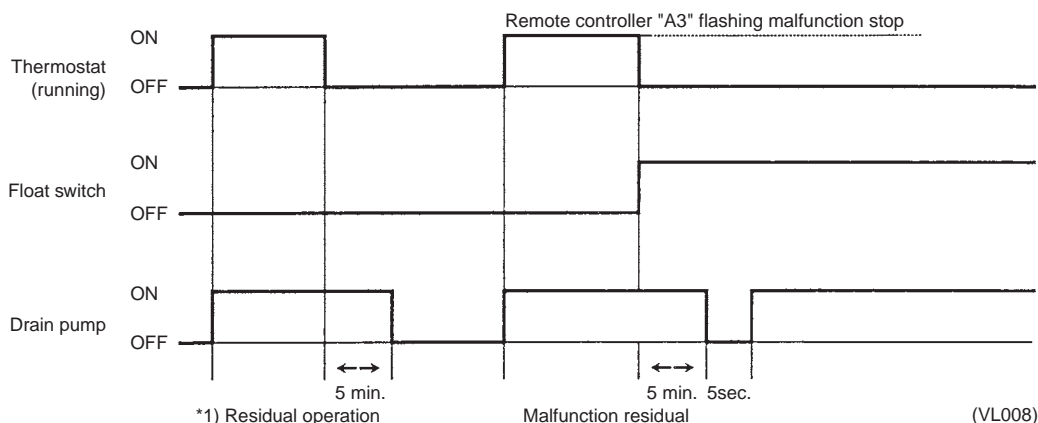 Remote controller "A3" flashing malfunction stop
ON
Thermostat
(running)
OFF
ON
Float switch
OFF
ON
Drain pump
OFF
5 min.
5 min. 5sec.
*1) Residual operation
Malfunction residual
(VL008)